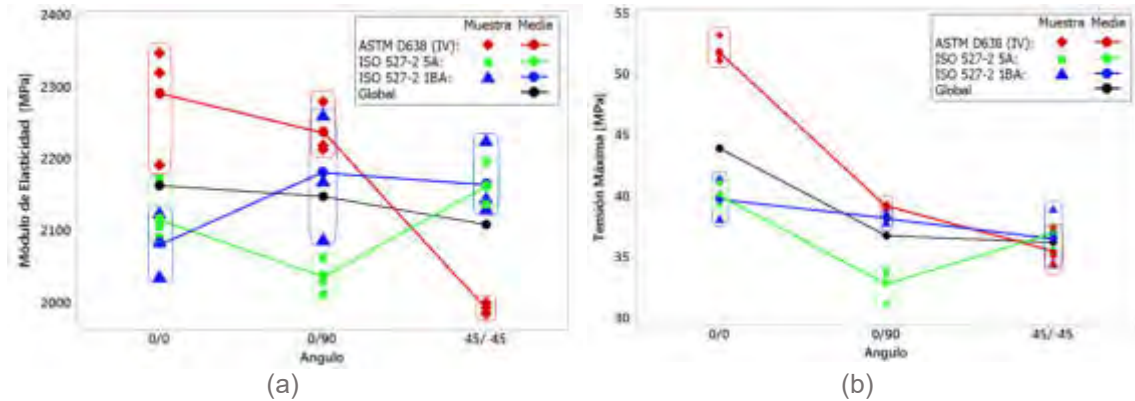 2400
2300
2200
2100
2000
Módulo de Elasticidad [MPa]
Muestra Media
ASTM D638 (IV):
ISO 527-2 5A:
ISO 527-2 1BA:
Global
0/0 0/90 45/-45
Angulo
(a)
55
50
45
40
35
30
Tensión Máxima [MPa]
Muestra Media
ASTM D638 (IV):
ISO 527-2 5A:
ISO 527-2 1BA:
Global
0/0 0/90 45/-45
Angulo
(b)